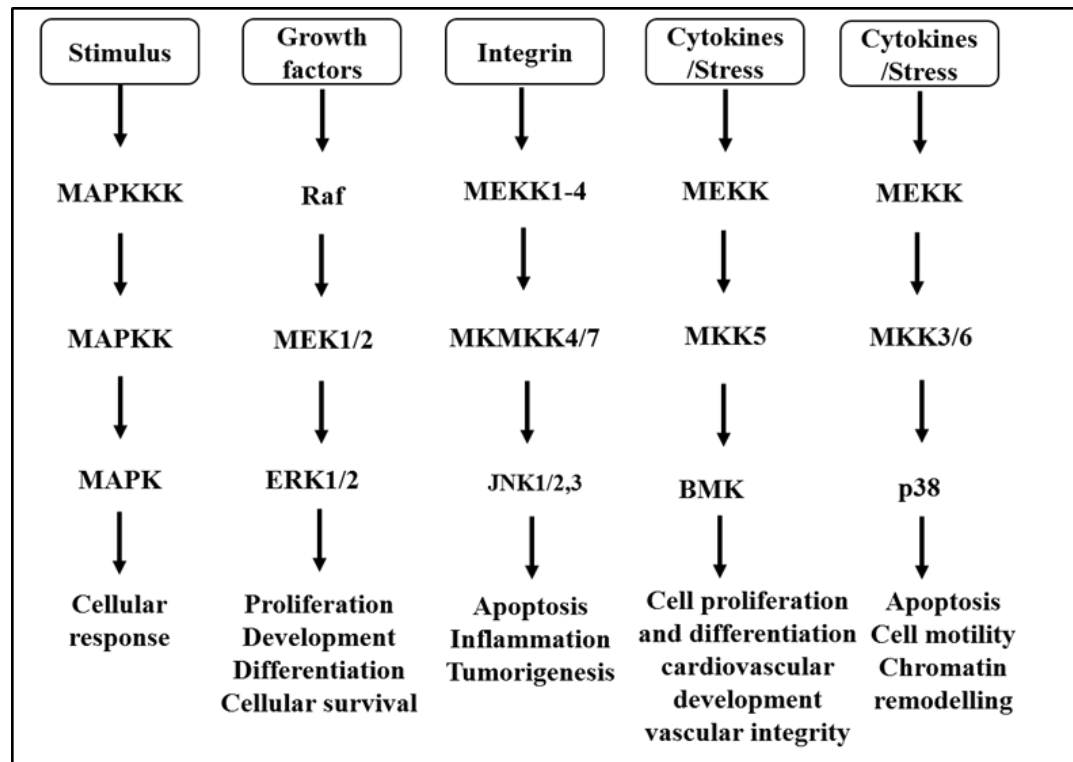 Stimulus
Growth
factors
Integrin
Cytokines
/Stress
Cytokines
/Stress
MAPKKK
Raf
MEKK1-4
MEKK
MEKK
MAPKK
MEK1/2
MKMKK4/7
MKK5
MKK3/6
MAPK
ERK1/2
JNK1/2,3
BMK
p38
Cellular
response
Proliferation
Development
Differentiation
Cellular survival
Apoptosis
Inflammation
Tumorigenesis
Cell proliferation
and differentiation
cardiovascular
development
vascular integrity
Apoptosis
Cell motility
Chromatin
remodelling